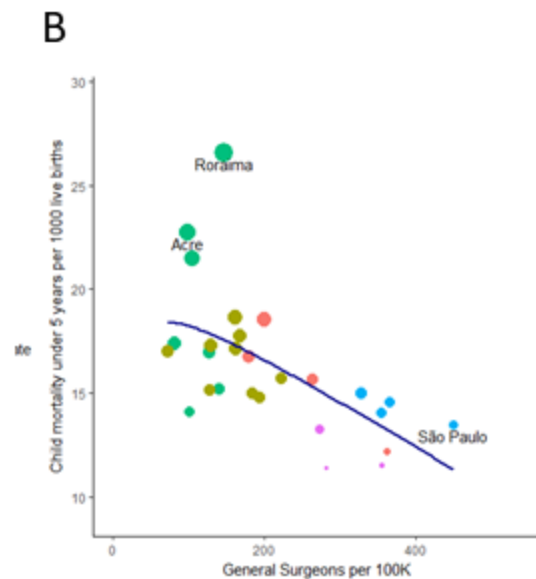 B
30
Roraima
25
Acre
20
15
São Paulo
10
Child mortality under 5 years per 1000 live births
0 200 400
General Surgeons per 100K